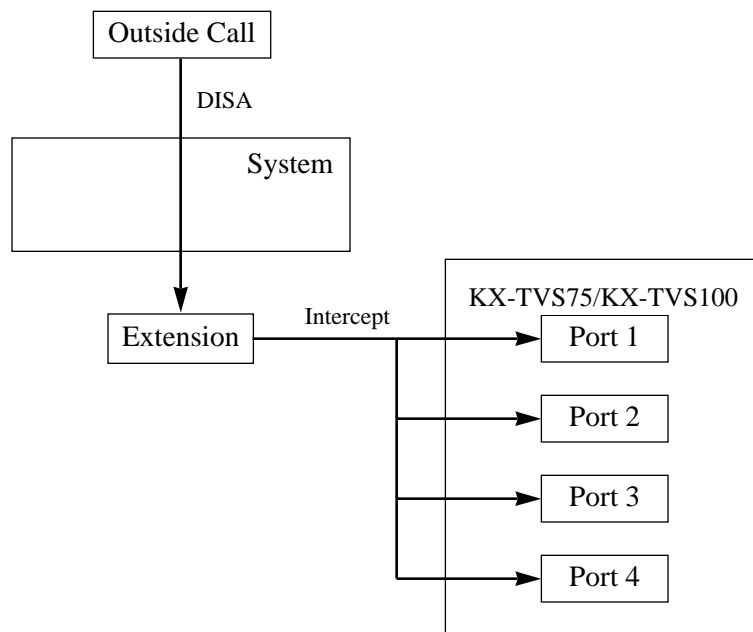 Outside Call
DISA
System
KX-TVS75/KX-TVS100
Extension
Intercept
Port 1
Port 2
Port 3
Port 4